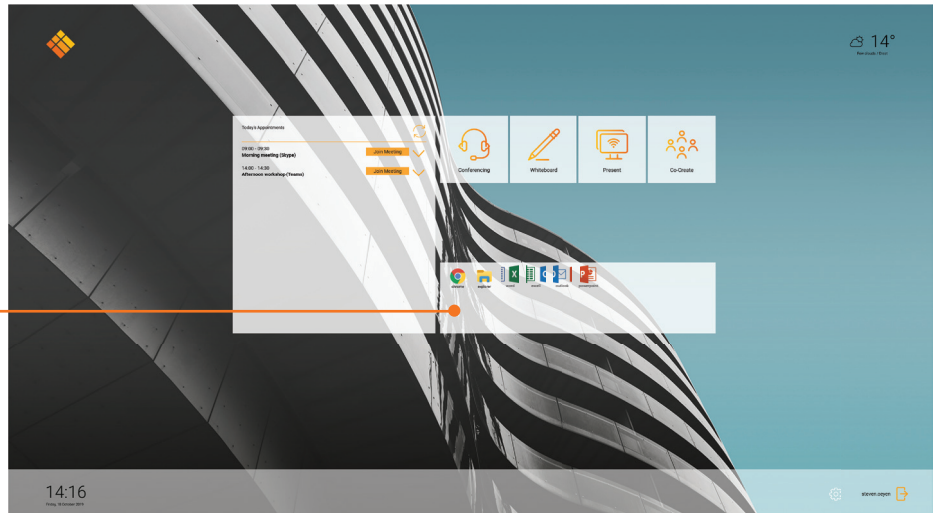 14°
Today's Appointments
09:00 - 09:30
Morning meeting (Skype)
Join Meeting
14:00 - 14:30
Afternoon workshop (Teams)
Join Meeting
Conferencing
Whiteboard
Present
Co-Create
chrome
explorer
word
excel
outlook
powerpoint
14:16
steven.oeyen